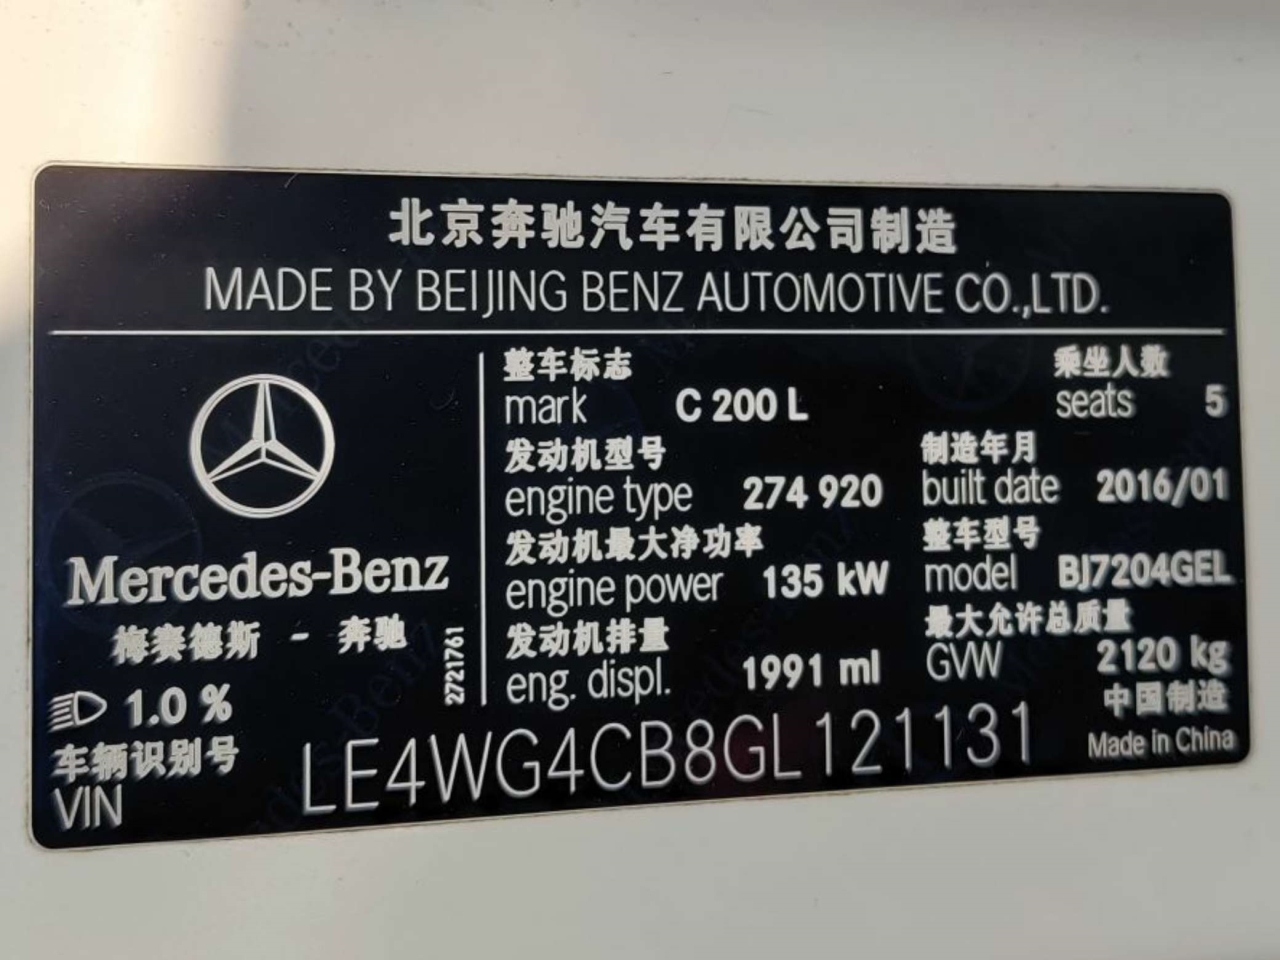 北京奔驰汽车有限公司制造
MADE BY BEIJING BENZ AUTOMOTIVE CO.,LTD.
Mercedes-Benz
梅赛德斯 - 奔驰
2721761
1.0 %
整车标志
mark C 200 L
乘坐人数
seats 5
发动机型号
engine type 274 920
制造年月
built date 2016/01
发动机最大净功率
engine power 135 kW
整车型号
model BJ7204GEL
发动机排量
eng. displ. 1991 ml
最大允许总质量
GVW 2120 kg
中国制造
Made in China
车辆识别号
VIN LE4WG4CB8GL121131